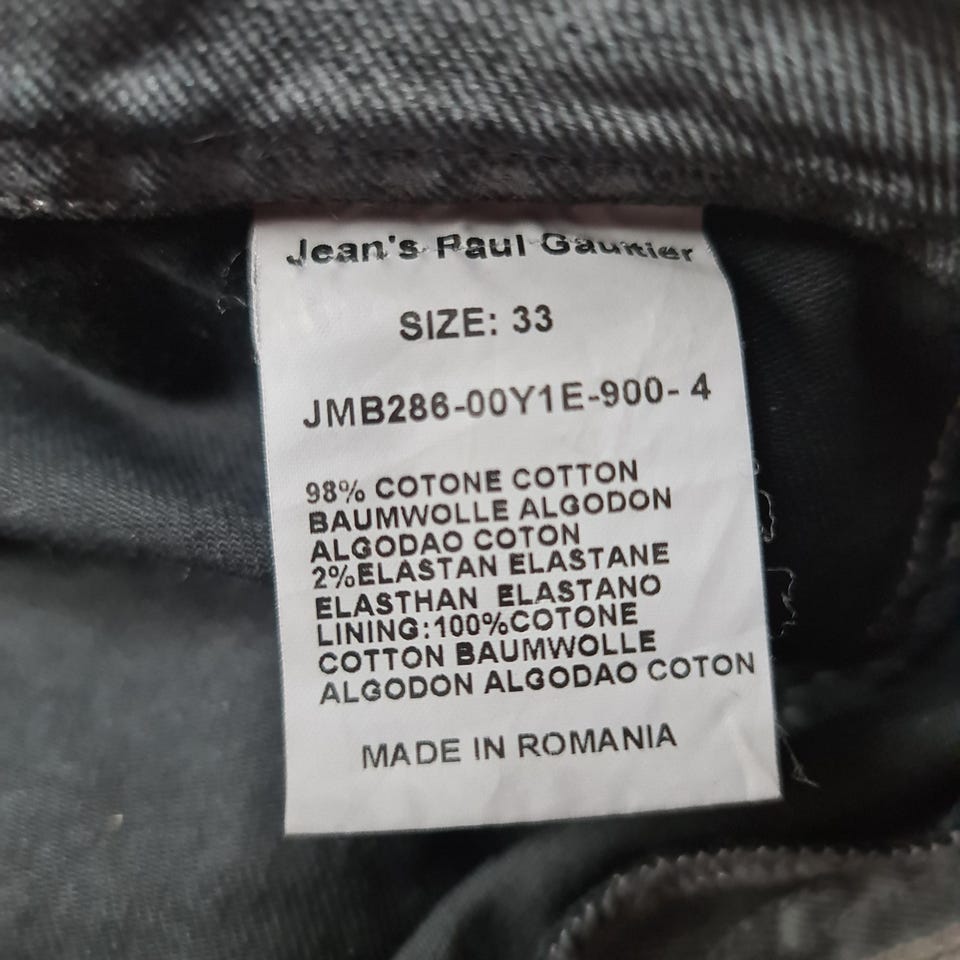 Jean's Paul Gaultier
SIZE: 33
JMB286-00Y1E-900- 4
98% COTONE COTTON
BAUMWOLLE ALGODON
ALGODAO COTON
2%ELASTAN ELASTANE
ELASTHAN ELASTANO
LINING:100%COTONE
COTTON BAUMWOLLE
ALGODON ALGODAO COTON
MADE IN ROMANIA